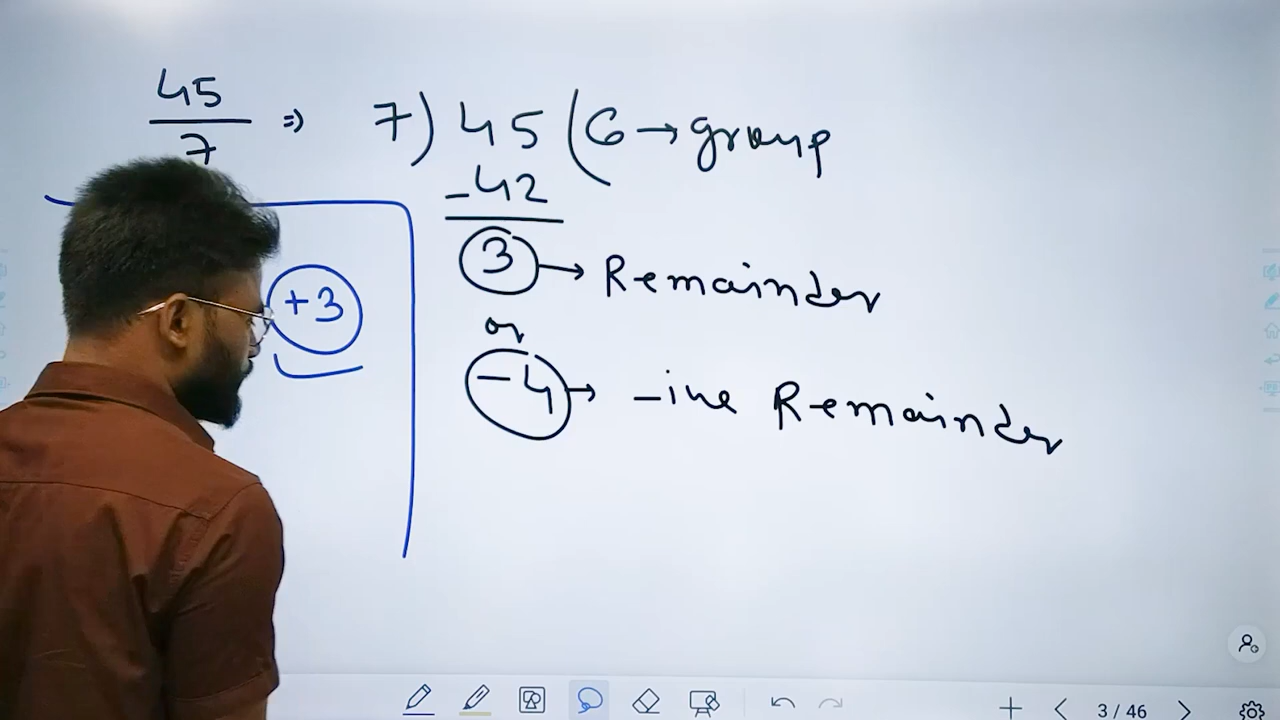 45
7 ⇒ 7) 45 (6 → group
-42
3 → Remainder
+3
or
-4 → -ive Remainder
3 / 46